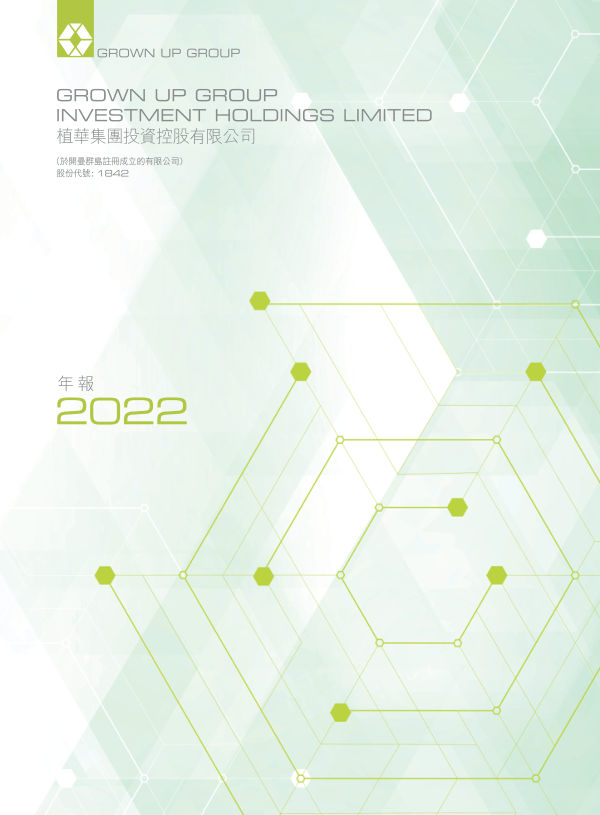 GROWN UP GROUP
GROWN UP GROUP
INVESTMENT HOLDINGS LIMITED
植華集團投資控股有限公司
(於開曼群島註冊成立的有限公司)
股份代號: 1842
年報
2022